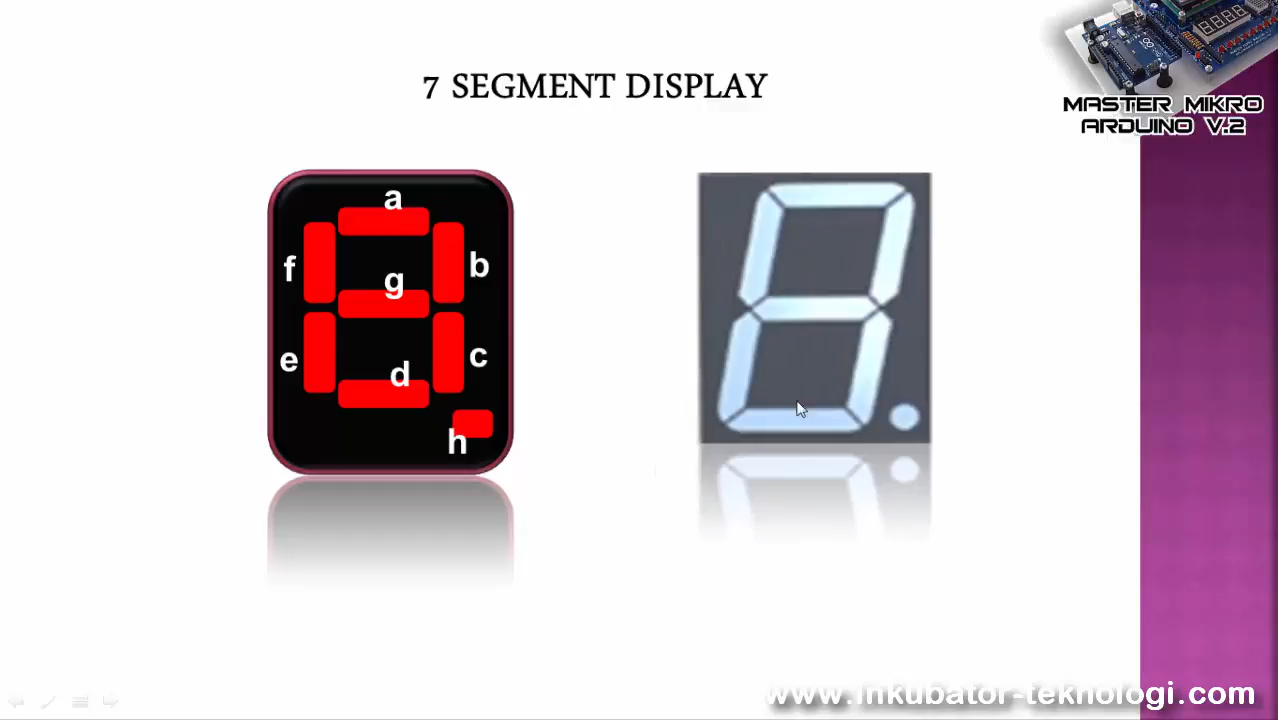 7 SEGMENT DISPLAY
MASTER MIKRO
ARDUINO V.2
a
f
b
g
e
c
d
h
www.inkubator-teknologi.com